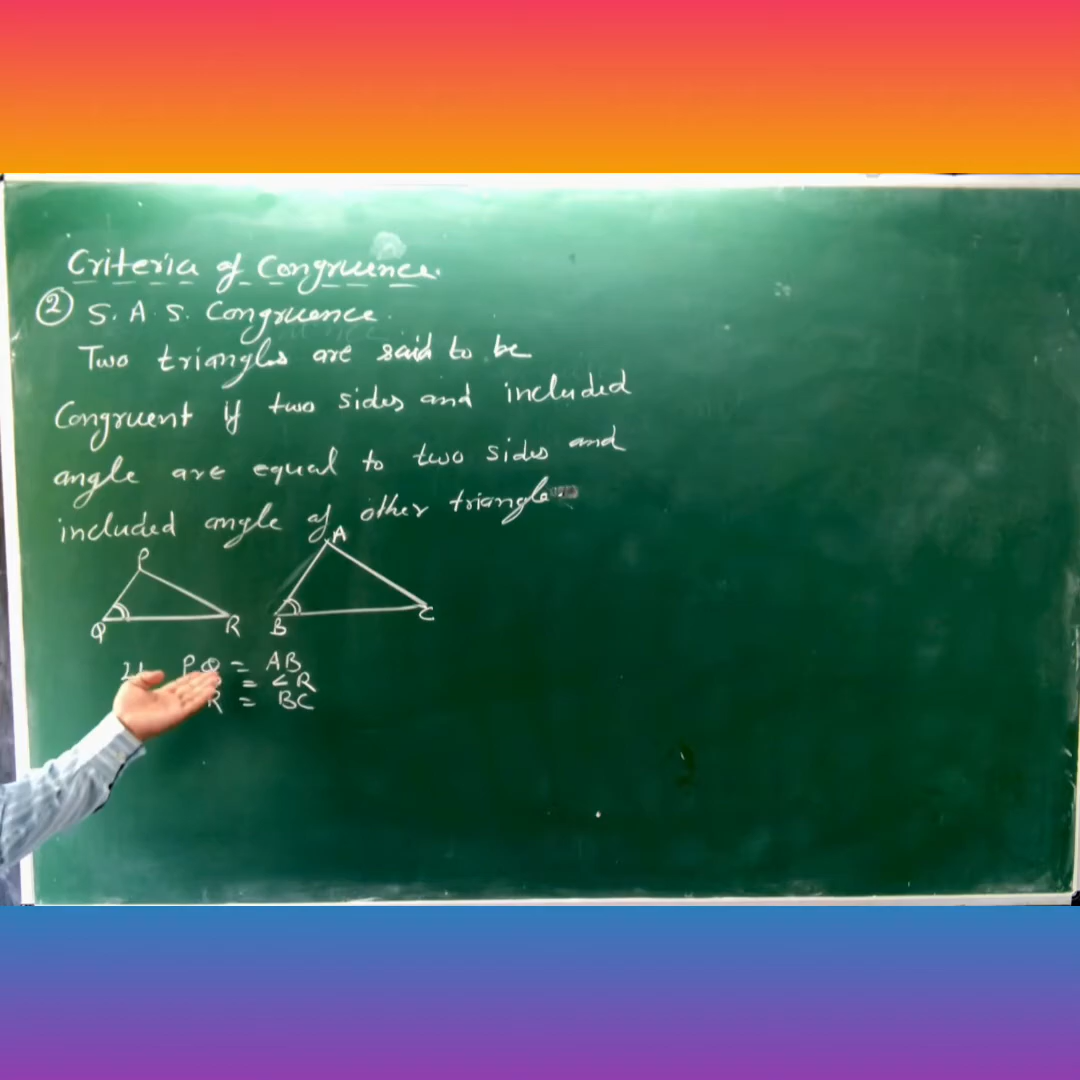 Criteria of Congruence.
② S. A. S. Congruence.
Two triangles are said to be
Congruent if two sides and included
angle are equal to two sides and
included angle of other triangle.
P A
Q R B C
PQ = AB
= ∠R
R = BC